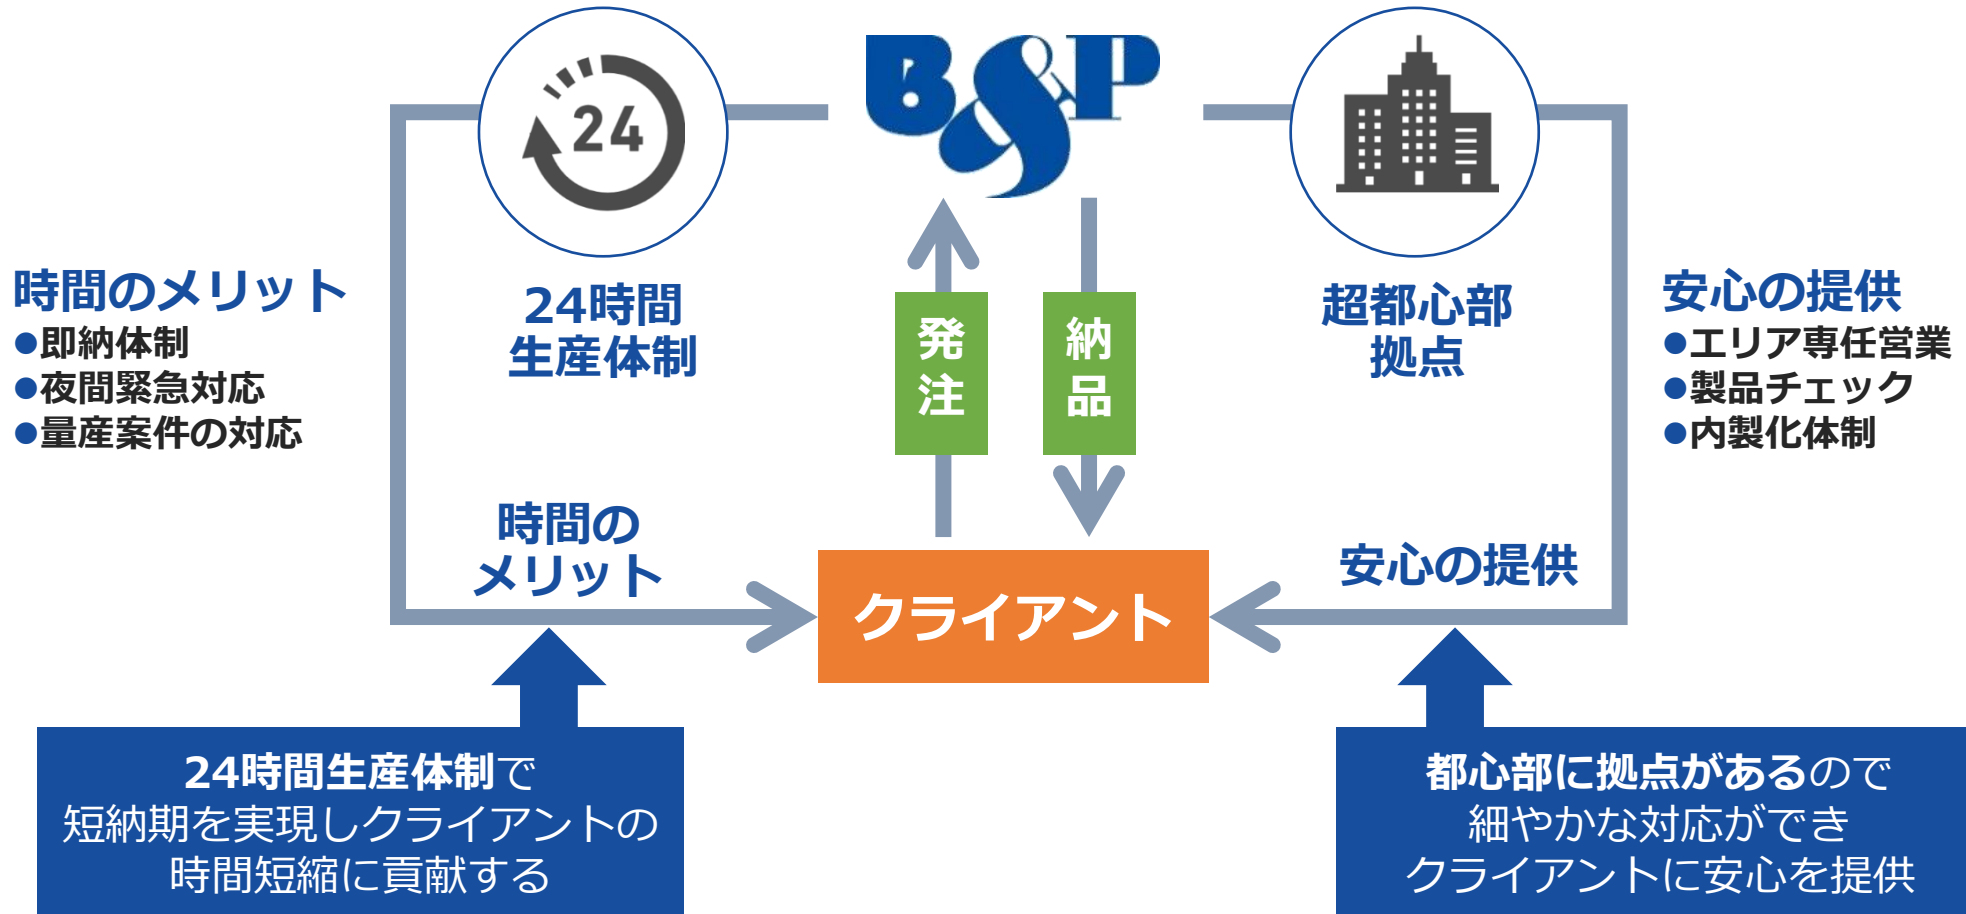 B&P
24
時間のメリット
●即納体制
●夜間緊急対応
●量産案件の対応
24時間
生産体制
発
注
納
品
超都心部
拠点
安心の提供
●エリア専任営業
●製品チェック
●内製化体制
時間の
メリット
安心の提供
クライアント
24時間生産体制で
短納期を実現しクライアントの
時間短縮に貢献する
都心部に拠点があるので
細やかな対応ができ
クライアントに安心を提供